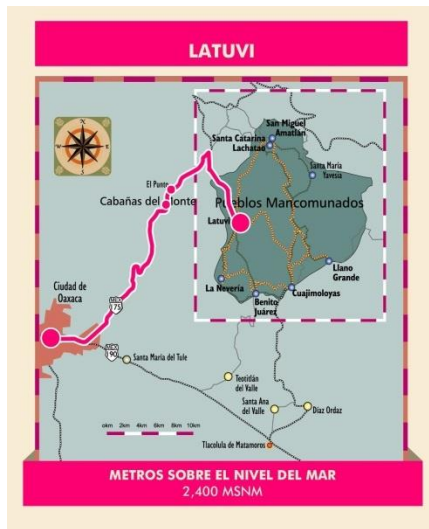 LATUVI
San Miguel
Amatlán
Santa Catarina
Lachatao
Santa María
Yavesía
El Punto
Cabañas del Monte
Pueblos Mancomunados
Latuvi
Llano
Grande
La Nevería
Cuajimoloyas
Benito
Juárez
Ciudad
de Oaxaca
MEX
175
MEX
190
Santa María del Tule
Teotitlán
del Valle
Santa Ana
del Valle
Díaz Ordaz
0km 2km 4km 6km 8km 10km
Tlacolula de Matamoros
METROS SOBRE EL NIVEL DEL MAR
2,400 MSNM